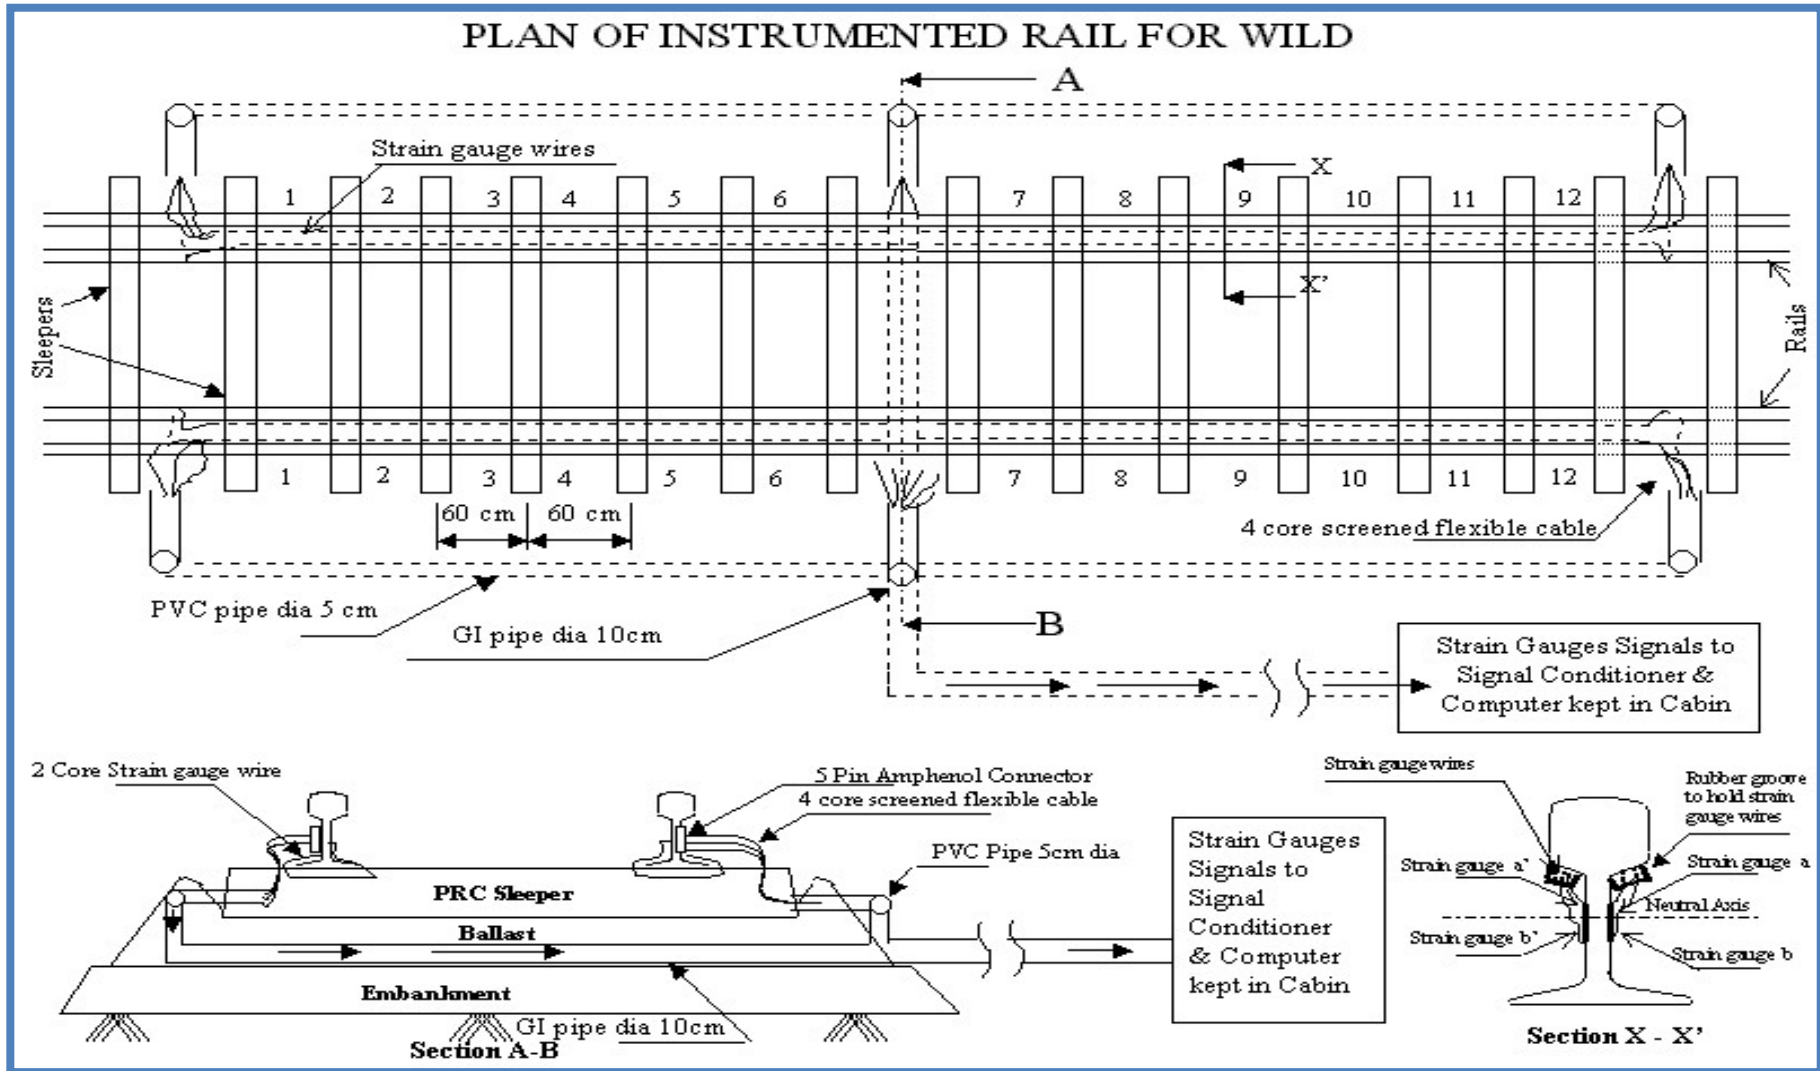 PLAN OF INSTRUMENTED RAIL FOR WILD
A
Strain gauge wires
X
1 2 3 4 5 6 7 8 9 10 11 12
X'
Sleepers
Rails
1 2 3 4 5 6 7 8 9 10 11 12
60 cm 60 cm
4 core screened flexible cable
PVC pipe dia 5 cm
GI pipe dia 10cm
B
Strain Gauges Signals to
Signal Conditioner &
Computer kept in Cabin
2 Core Strain gauge wire
5 Pin Amphenol Connector
4 core screened flexible cable
PVC Pipe 5cm dia
PRC Sleeper
Ballast
Embankment
GI pipe dia 10cm
Section A-B
Strain Gauges
Signals to
Signal
Conditioner
& Computer
kept in Cabin
Strain gauge wires
Rubber groove
to hold strain
gauge wires
Strain gauge a'
Strain gauge a
Neutral Axis
Strain gauge b'
Strain gauge b
Section X - X'